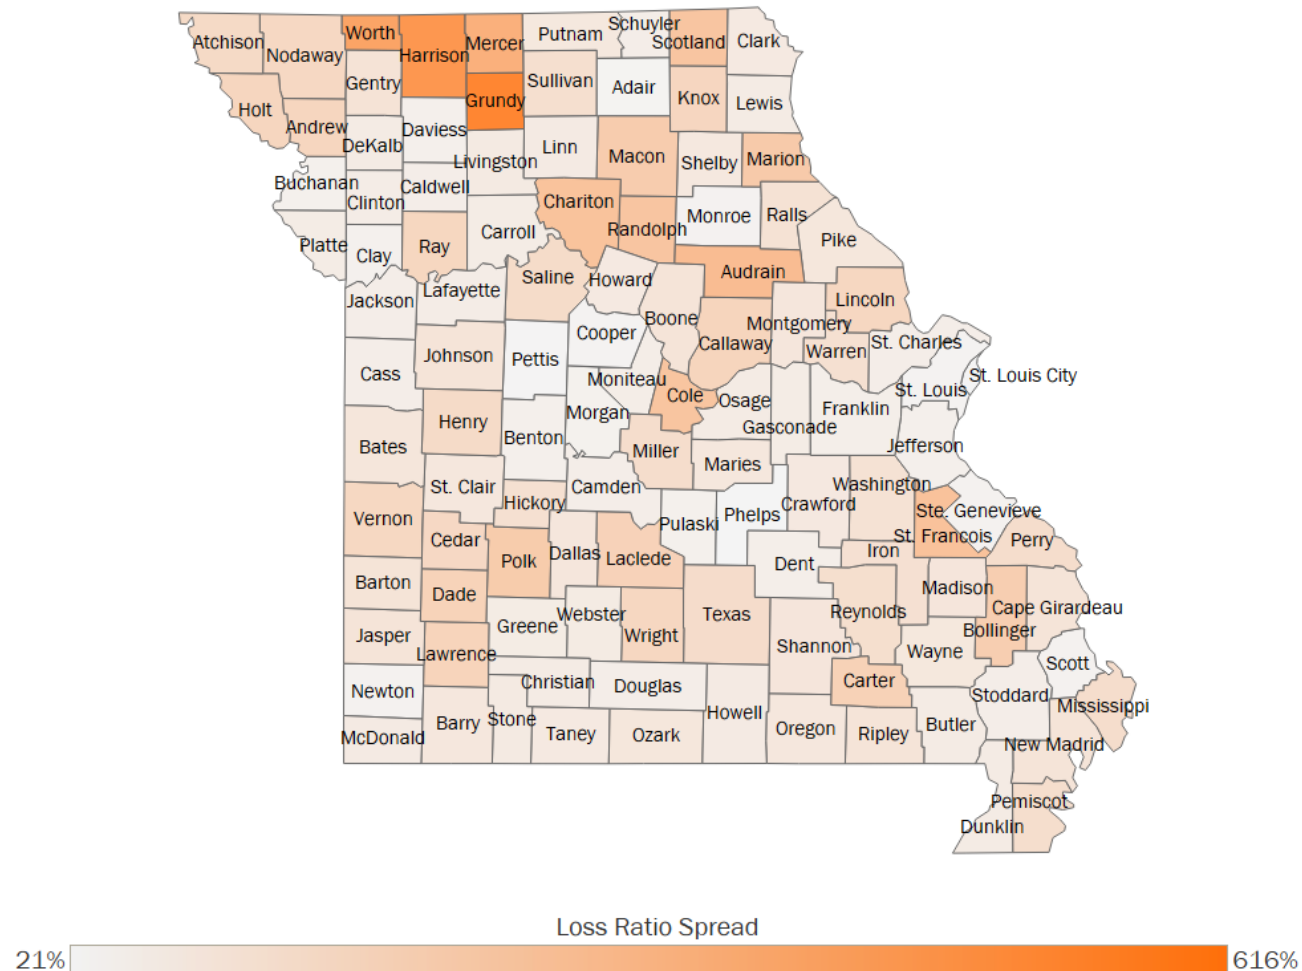 Atchison
Nodaway
Worth
Harrison
Mercer
Putnam
Schuyler
Scotland
Clark
Gentry
Sullivan
Adair
Knox
Lewis
Holt
Andrew
Grundy
DeKalb
Daviess
Livingston
Linn
Macon
Shelby
Marion
Buchanan
Clinton
Caldwell
Chariton
Randolph
Monroe
Ralls
Platte
Clay
Ray
Carroll
Pike
Saline
Howard
Audrain
Jackson
Lafayette
Lincoln
Boone
Montgomery
Cooper
Callaway
Warren
St. Charles
Johnson
Pettis
Cass
Moniteau
Cole
Osage
St. Louis
St. Louis City
Morgan
Franklin
Gasconade
Henry
Benton
Bates
Miller
Maries
Jefferson
St. Clair
Camden
Washington
Hickory
Crawford
Vernon
Pulaski
Phelps
Ste. Genevieve
St. Francois
Cedar
Polk
Dallas
Laclede
Iron
Perry
Barton
Dade
Dent
Madison
Cape Girardeau
Greene
Webster
Texas
Reynolds
Bollinger
Jasper
Lawrence
Wright
Shannon
Wayne
Newton
Christian
Douglas
Carter
Scott
Stoddard
Mississippi
McDonald
Barry
Stone
Taney
Ozark
Howell
Oregon
Ripley
Butler
New Madrid
Pemiscot
Dunklin
Loss Ratio Spread
21%
616%